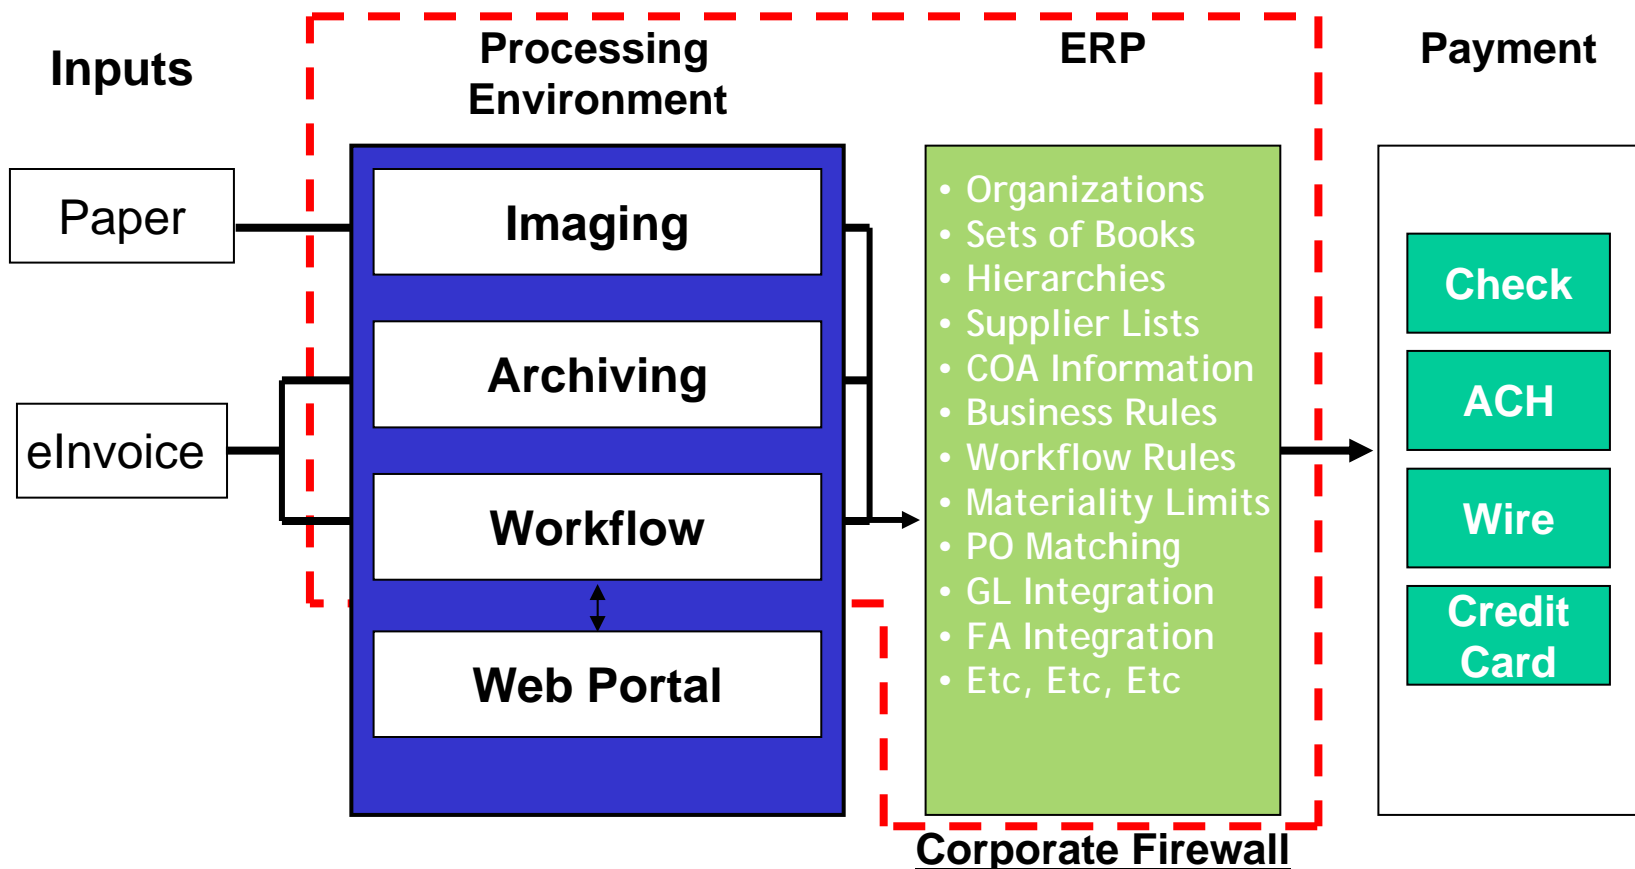 Inputs
Processing
Environment
ERP
Payment
Paper
eInvoice
Imaging
Archiving
Workflow
Web Portal
• Organizations
• Sets of Books
• Hierarchies
• Supplier Lists
• COA Information
• Business Rules
• Workflow Rules
• Materiality Limits
• PO Matching
• GL Integration
• FA Integration
• Etc, Etc, Etc
Check
ACH
Wire
Credit
Card
Corporate Firewall